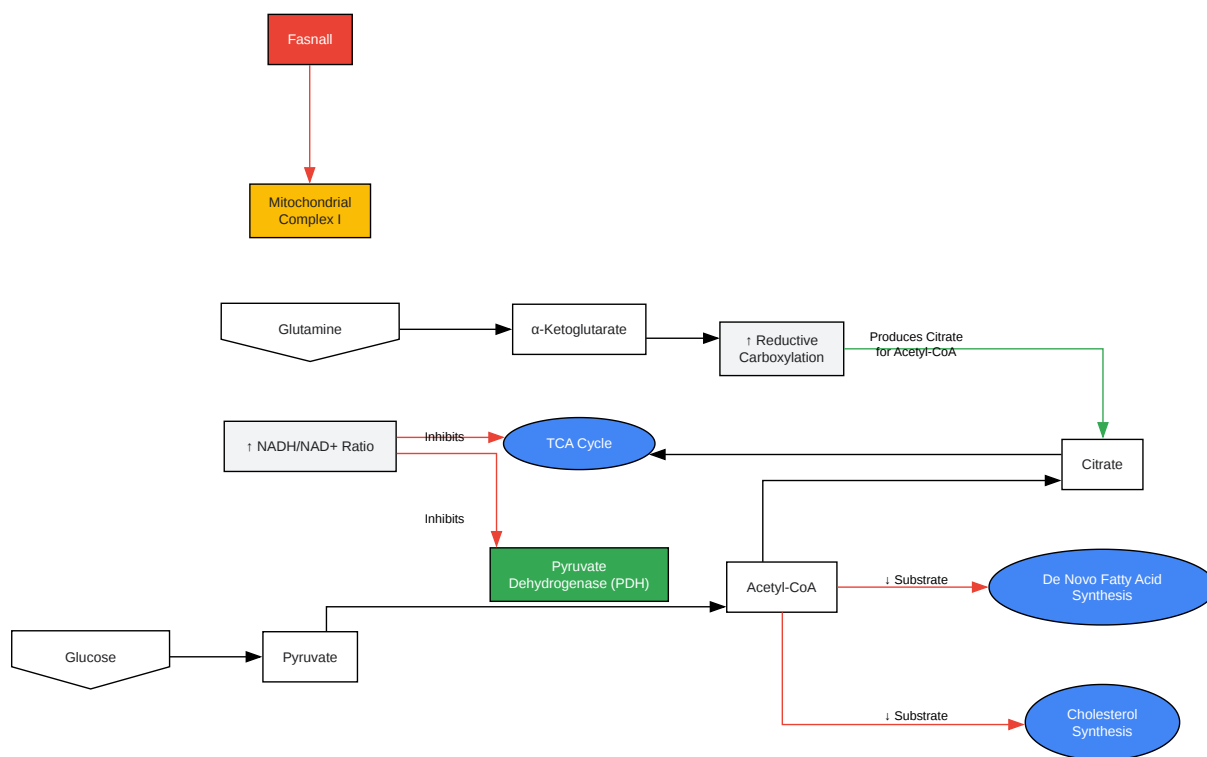 Fasnall
Mitochondrial
Complex I
Glutamine
α-Ketoglutarate
↑ Reductive
Carboxylation
Produces Citrate
for Acetyl-CoA
↑ NADH/NAD+ Ratio
Inhibits
TCA Cycle
Citrate
Inhibits
Pyruvate
Dehydrogenase (PDH)
Acetyl-CoA
↓ Substrate
De Novo Fatty Acid
Synthesis
Glucose
Pyruvate
↓ Substrate
Cholesterol
Synthesis